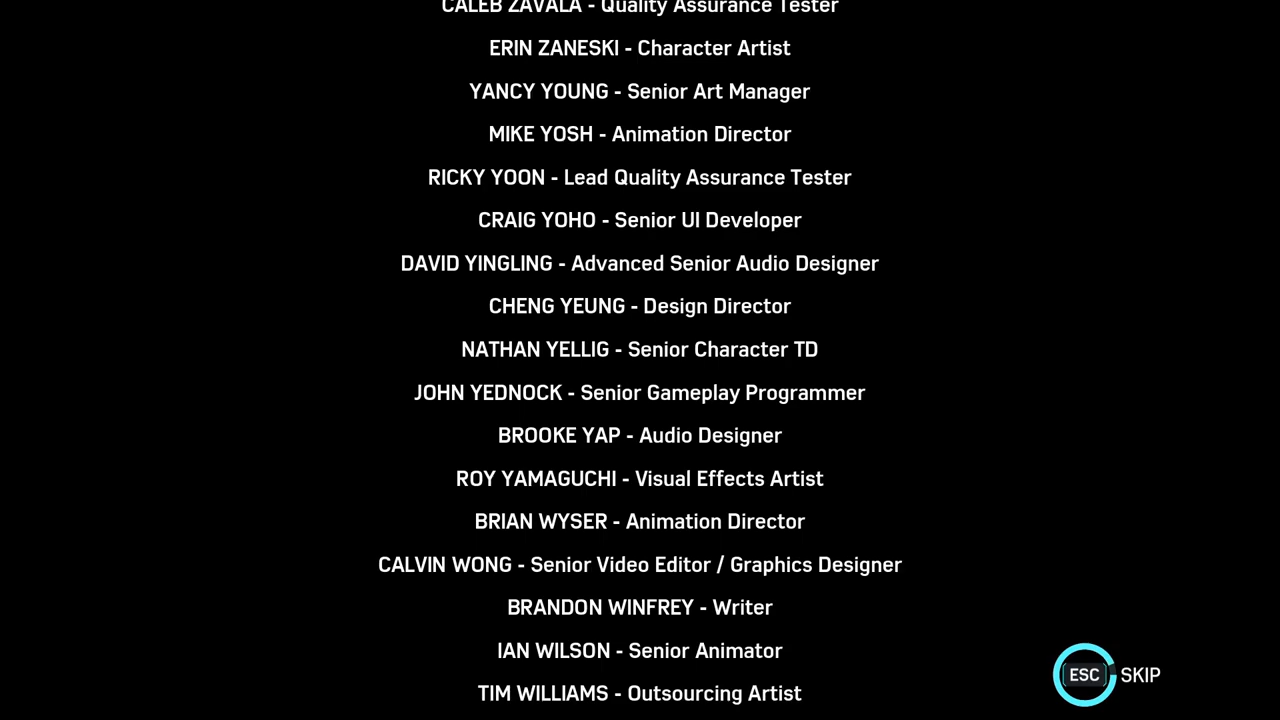 CALEB ZAVALA - Quality Assurance Tester
ERIN ZANESKI - Character Artist
YANCY YOUNG - Senior Art Manager
MIKE YOSH - Animation Director
RICKY YOON - Lead Quality Assurance Tester
CRAIG YOHO - Senior UI Developer
DAVID YINGLING - Advanced Senior Audio Designer
CHENG YEUNG - Design Director
NATHAN YELLIG - Senior Character TD
JOHN YEDNOCK - Senior Gameplay Programmer
BROOKE YAP - Audio Designer
ROY YAMAGUCHI - Visual Effects Artist
BRIAN WYSER - Animation Director
CALVIN WONG - Senior Video Editor / Graphics Designer
BRANDON WINFREY - Writer
IAN WILSON - Senior Animator
ESC SKIP
TIM WILLIAMS - Outsourcing Artist